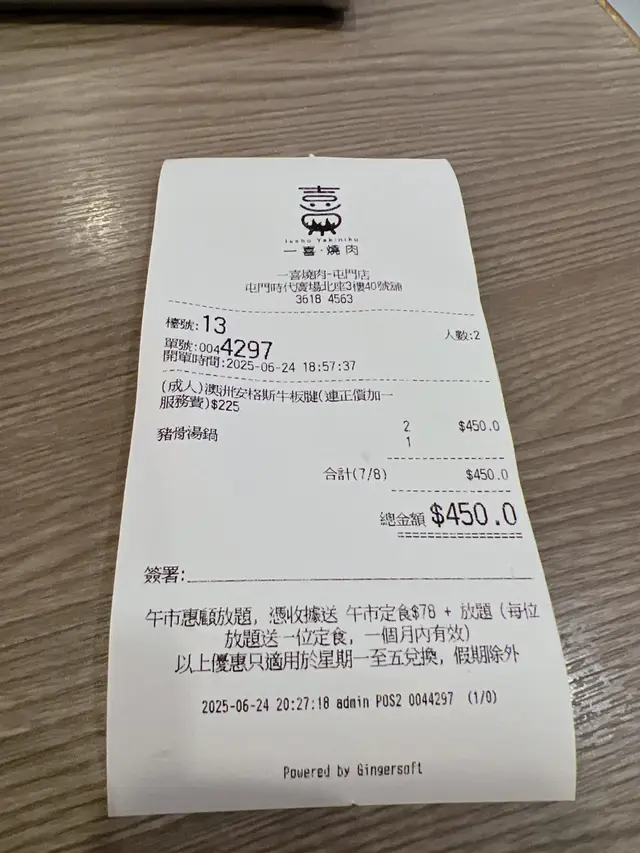 喜
Issho Yakiniku
一喜·燒肉
一喜燒肉-屯門店
屯門時代廣場北座3樓40號舖
3618 4563
檯號:13
人數:2
單號:0044297
開單時間:2025-06-24 18:57:37
(成人)澳洲安格斯牛板腱(連正價加一
服務費)$225
2 $450.0
豬骨湯鍋 1
合計(7/8) $450.0
總金額 $450.0
簽署:
午市惠顧放題, 憑收據送 午市定食$78 + 放題 (每位
放題送一位定食, 一個月內有效)
以上優惠只適用於星期一至五兌換, 假期除外
2025-06-24 20:27:18 admin POS2 0044297 (1/0)
Powered by Gingersoft